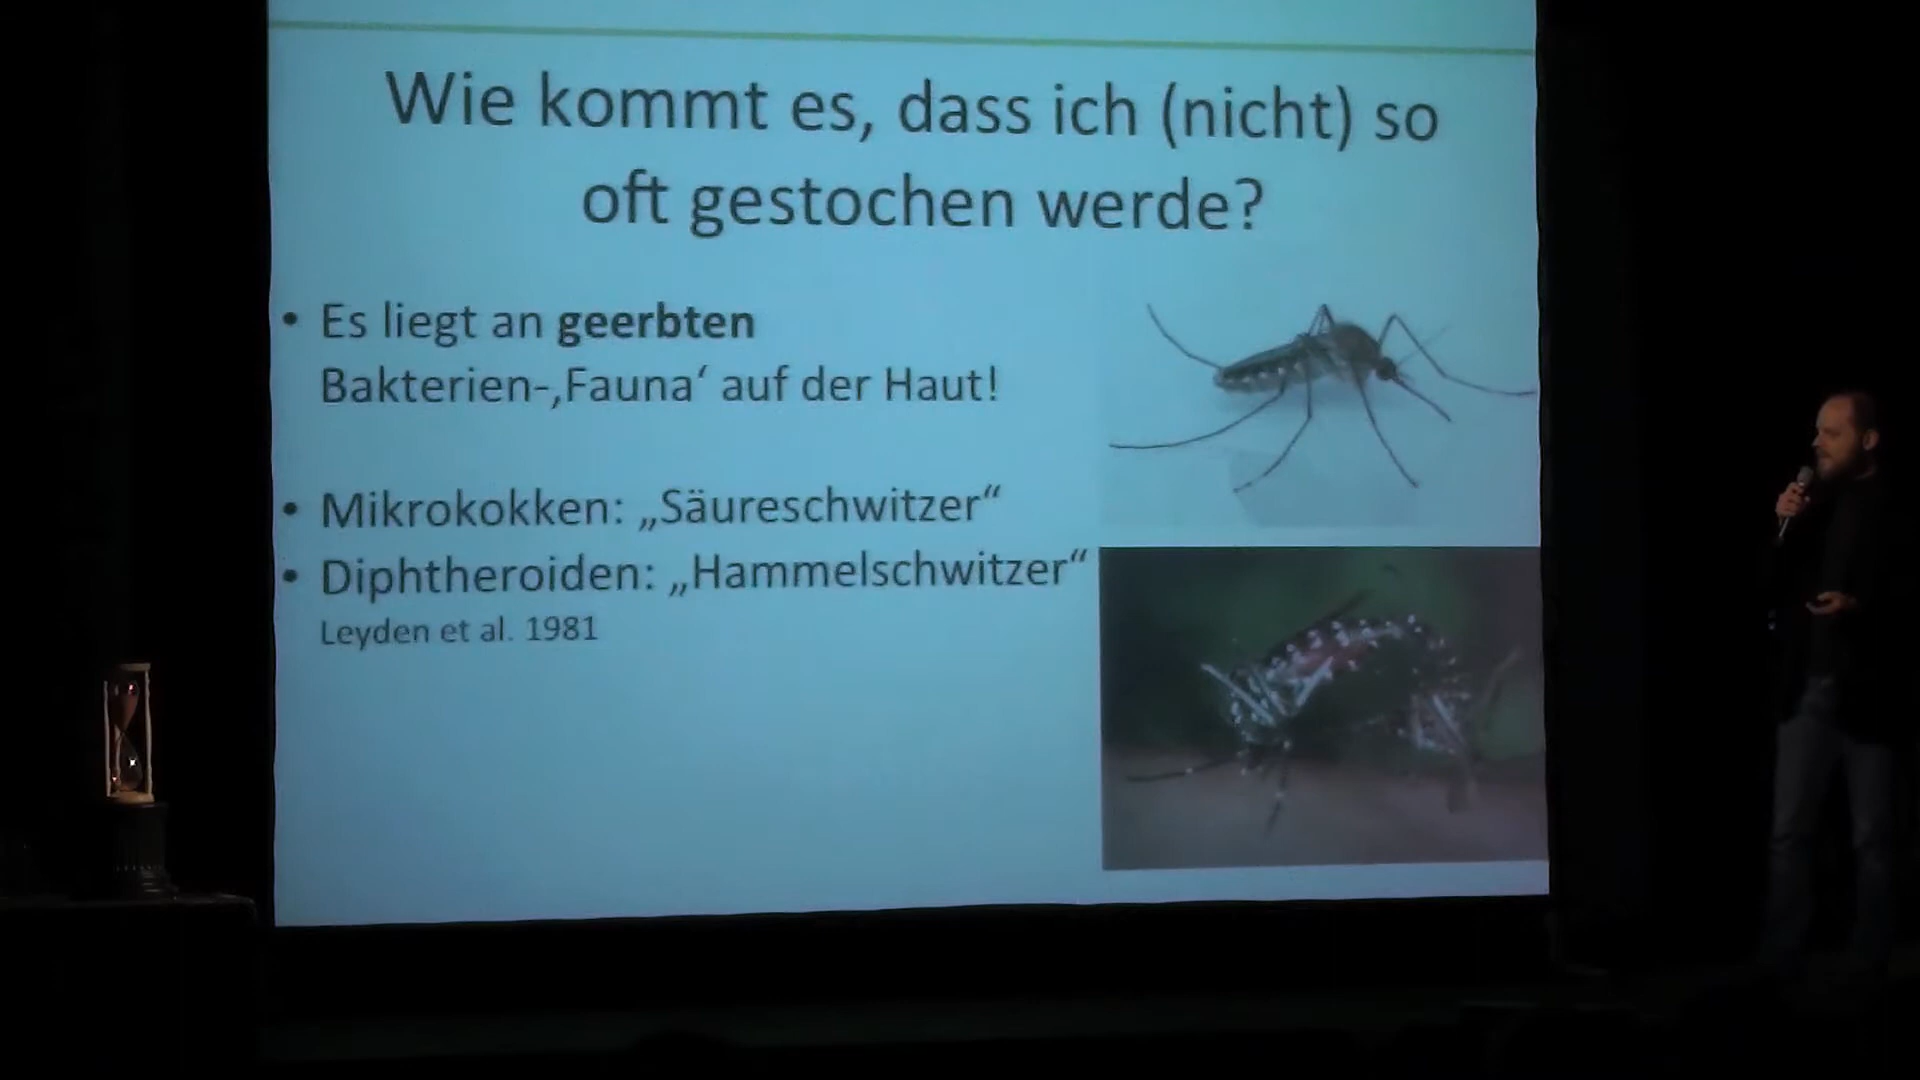 Wie kommt es, dass ich (nicht) so
oft gestochen werde?
• Es liegt an geerbten
Bakterien-‚Fauna‘ auf der Haut!
• Mikrokokken: „Säureschwitzer“
• Diphtheroiden: „Hammelschwitzer“
Leyden et al. 1981